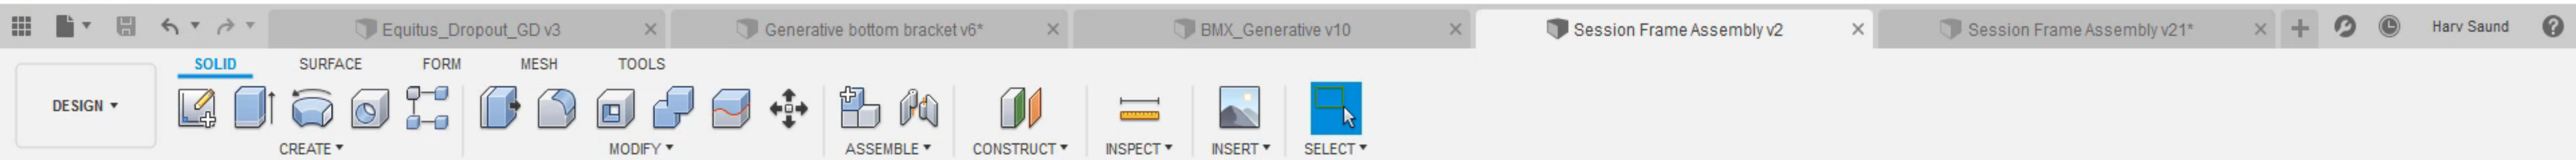 Equitus_Dropout_GD v3
Generative bottom bracket v6*
BMX_Generative v10
Session Frame Assembly v2
Session Frame Assembly v21*
Harv Saund
SOLID SURFACE FORM MESH TOOLS
DESIGN
CREATE MODIFY ASSEMBLE CONSTRUCT INSPECT INSERT SELECT